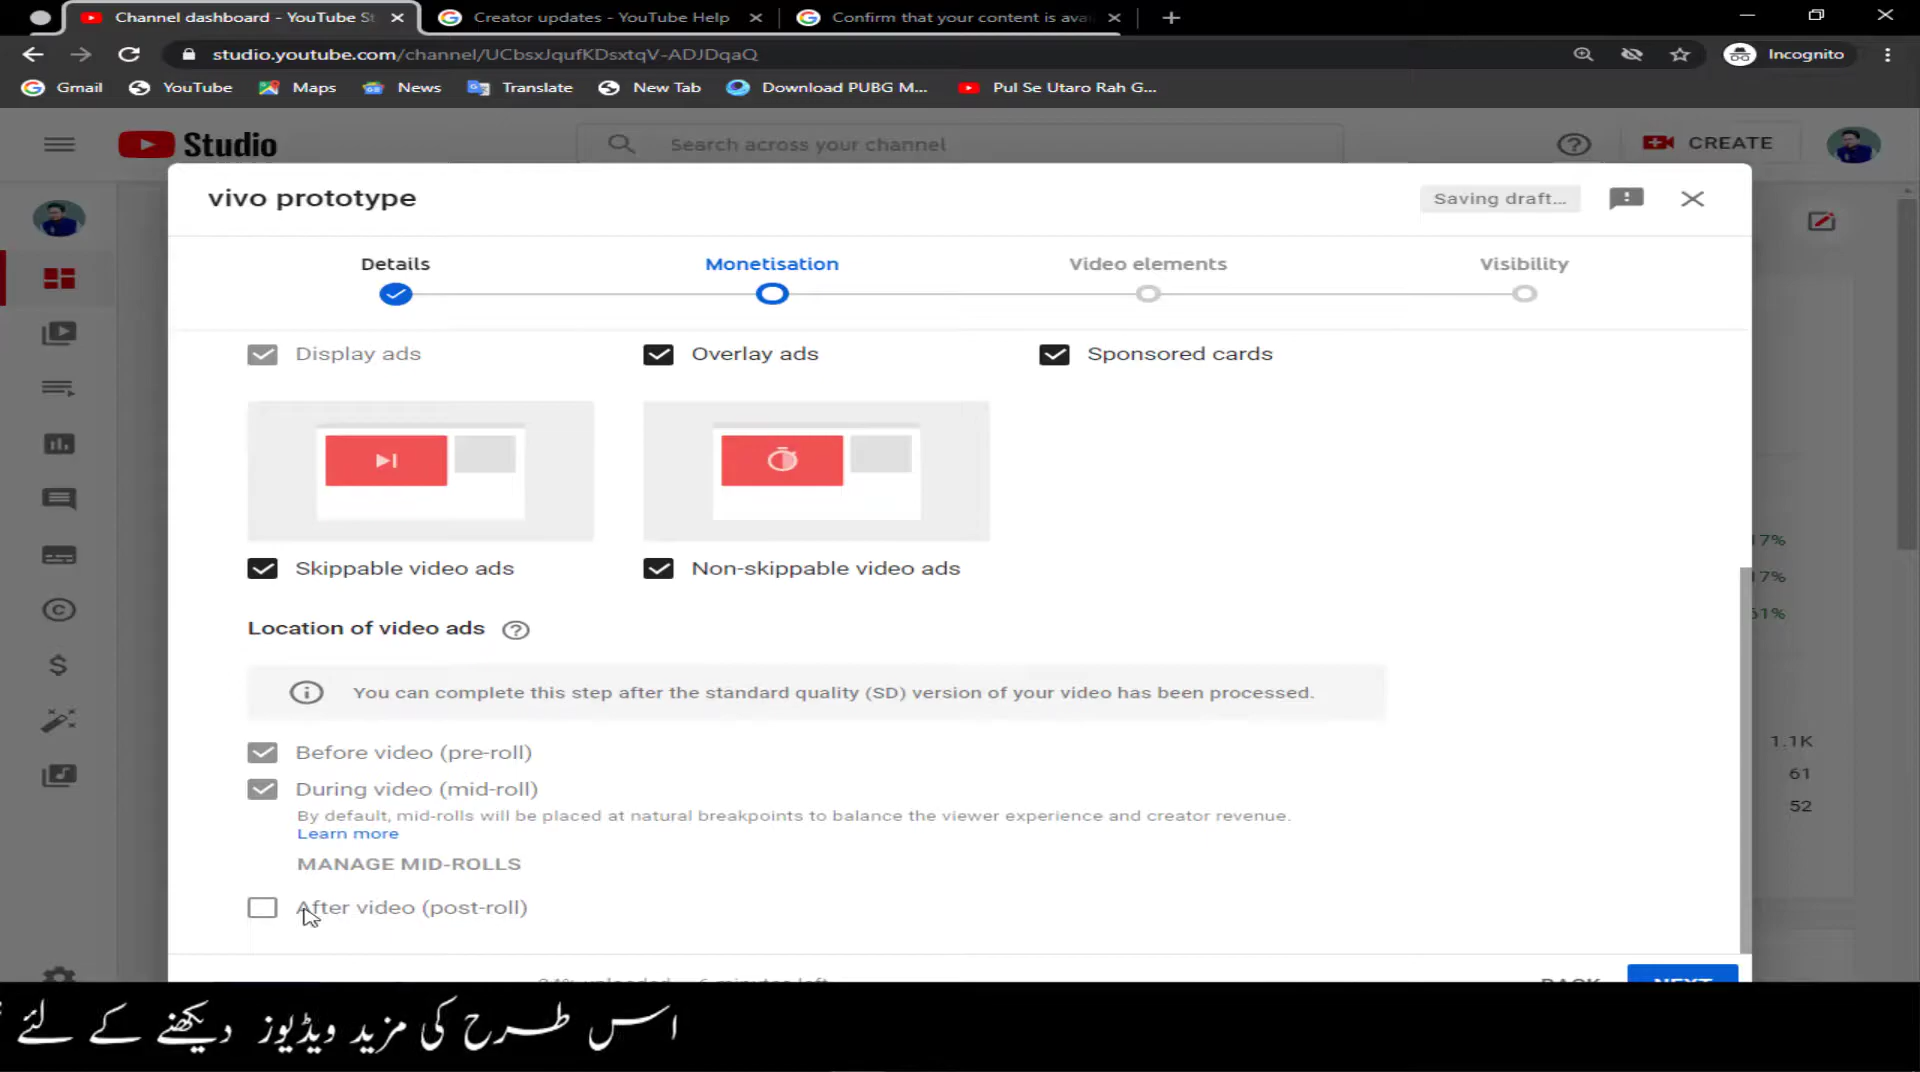 Channel dashboard - YouTube St
Creator updates - YouTube Help
Confirm that your content is ava
studio.youtube.com/channel/UCbsxJqufKDsxtqV-ADJDqaQ
Incognito
Gmail
YouTube
Maps
News
Translate
New Tab
Download PUBG M...
Pul Se Utaro Rah G...
Studio
Search across your channel
CREATE
vivo prototype
Saving draft...
Details
Monetisation
Video elements
Visibility
Display ads
Overlay ads
Sponsored cards
Skippable video ads
Non-skippable video ads
17%
17%
61%
Location of video ads
You can complete this step after the standard quality (SD) version of your video has been processed.
Before video (pre-roll)
1.1K
During video (mid-roll)
61
By default, mid-rolls will be placed at natural breakpoints to balance the viewer experience and creator revenue.
52
Learn more
MANAGE MID-ROLLS
After video (post-roll)
BACK
NEXT
اس طرح کی مزید ویڈیوز دیکھنے کے لئے